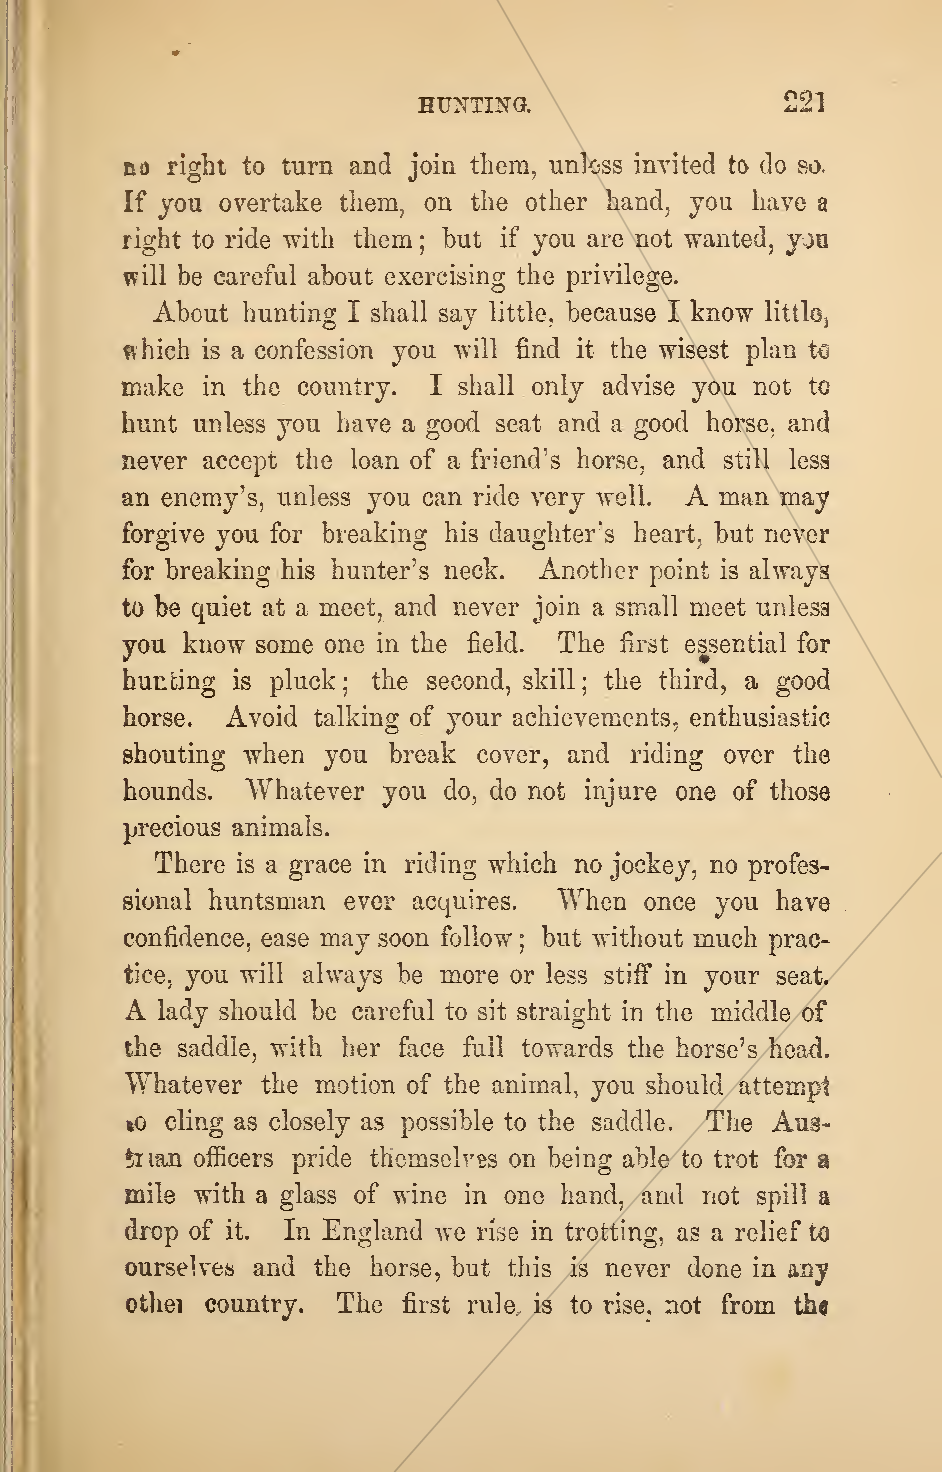 HUNTING. 221
no right to turn and join them, unless invited to do so.
If you overtake them, on the other hand, you have a
right to ride with them; but if you are not wanted, you
will be careful about exercising the privilege.
About hunting I shall say little, because I know little,
which is a confession you will find it the wisest plan to
make in the country. I shall only advise you not to
hunt unless you have a good seat and a good horse, and
never accept the loan of a friend's horse, and still less
an enemy's, unless you can ride very well. A man may
forgive you for breaking his daughter's heart, but never
for breaking his hunter's neck. Another point is always
to be quiet at a meet, and never join a small meet unless
you know some one in the field. The first essential for
hunting is pluck; the second, skill; the third, a good
horse. Avoid talking of your achievements, enthusiastic
shouting when you break cover, and riding over the
hounds. Whatever you do, do not injure one of those
precious animals.
There is a grace in riding which no jockey, no profes-
sional huntsman ever acquires. When once you have
confidence, ease may soon follow; but without much prac-
tice, you will always be more or less stiff in your seat.
A lady should be careful to sit straight in the middle of
the saddle, with her face full towards the horse's head.
Whatever the motion of the animal, you should attempt
to cling as closely as possible to the saddle. The Aus-
trian officers pride themselves on being able to trot for a
mile with a glass of wine in one hand, and not spill a
drop of it. In England we rise in trotting, as a relief to
ourselves and the horse, but this is never done in any
other country. The first rule, is to rise, not from the